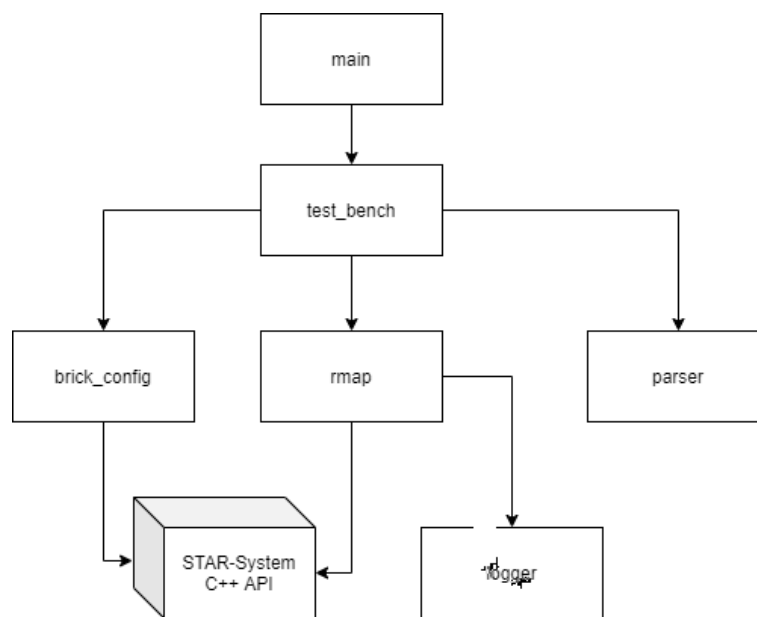 main
test_bench
brick_config
rmap
parser
STAR-System
C++ API
logger